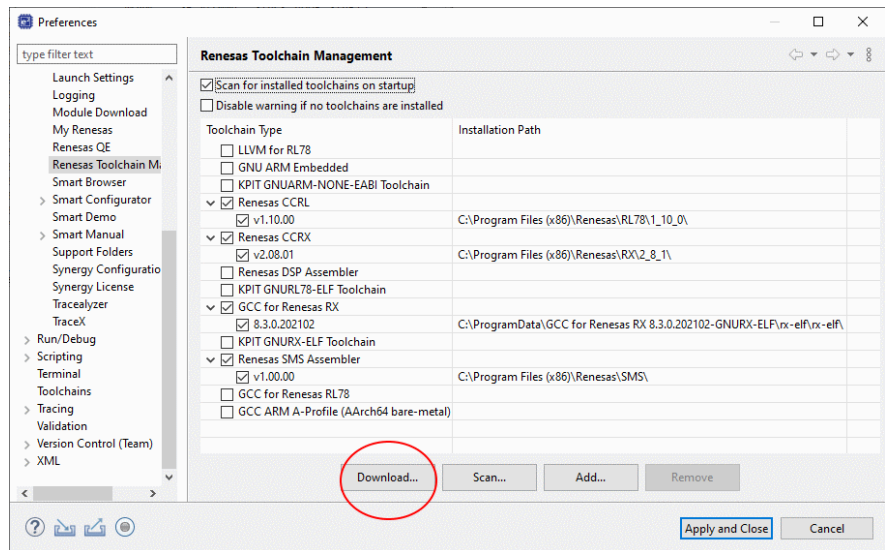 Preferences
type filter text
Renesas Toolchain Management
Launch Settings
Logging
Module Download
My Renesas
Renesas QE
Renesas Toolchain Ma
Smart Browser
Smart Configurator
Smart Demo
Smart Manual
Support Folders
Synergy Configuratio
Synergy License
Tracealyzer
TraceX
Run/Debug
Scripting
Terminal
Toolchains
Tracing
Validation
Version Control (Team)
XML
Scan for installed toolchains on startup
Disable warning if no toolchains are installed
Toolchain Type Installation Path
LLVM for RL78
GNU ARM Embedded
KPIT GNUARM-NONE-EABI Toolchain
Renesas CCRL
v1.10.00 C:\Program Files (x86)\Renesas\RL78\1_10_0\
Renesas CCRX
v2.08.01 C:\Program Files (x86)\Renesas\RX\2_8_1\
Renesas DSP Assembler
KPIT GNURL78-ELF Toolchain
GCC for Renesas RX
8.3.0.202102 C:\ProgramData\GCC for Renesas RX 8.3.0.202102-GNURX-ELF\rx-elf\rx-elf\
KPIT GNURX-ELF Toolchain
Renesas SMS Assembler
v1.00.00 C:\Program Files (x86)\Renesas\SMS\
GCC for Renesas RL78
GCC ARM A-Profile (AArch64 bare-metal)
Download... Scan... Add... Remove
Apply and Close Cancel